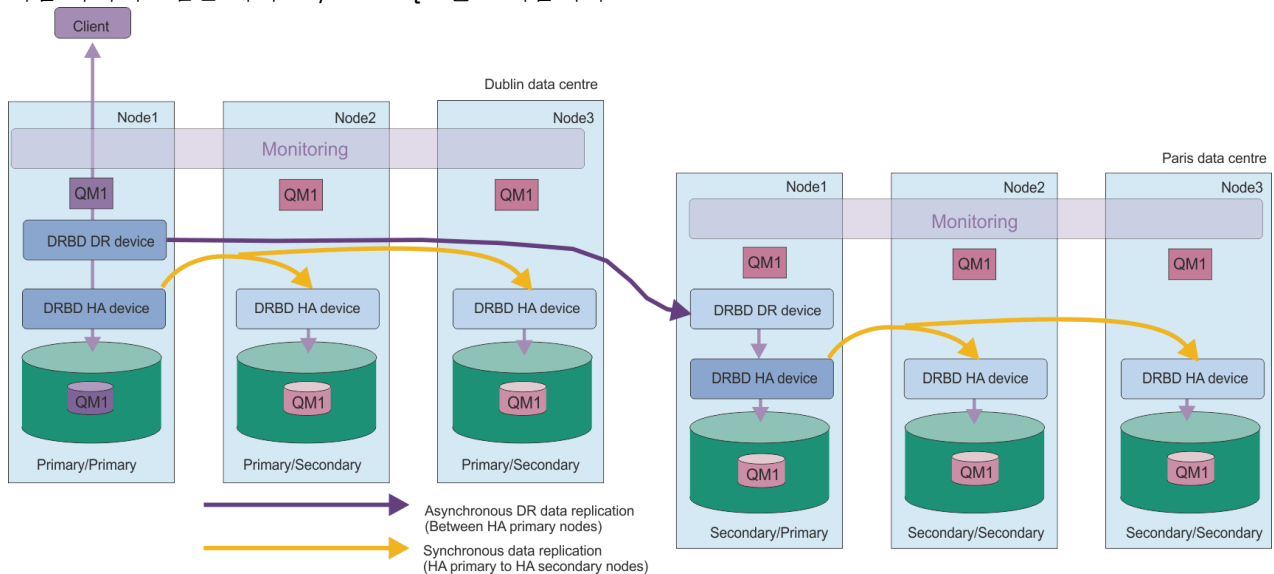 Client
Dublin data centre
Node1
Node2
Node3
Monitoring
QM1
QM1
QM1
DRBD DR device
DRBD HA device
DRBD HA device
DRBD HA device
QM1
QM1
QM1
Primary/Primary
Primary/Secondary
Primary/Secondary
Paris data centre
Node1
Node2
Node3
Monitoring
QM1
QM1
QM1
DRBD DR device
DRBD HA device
DRBD HA device
DRBD HA device
QM1
QM1
QM1
Secondary/Primary
Secondary/Secondary
Secondary/Secondary
Asynchronous DR data replication
(Between HA primary nodes)
Synchronous data replication
(HA primary to HA secondary nodes)